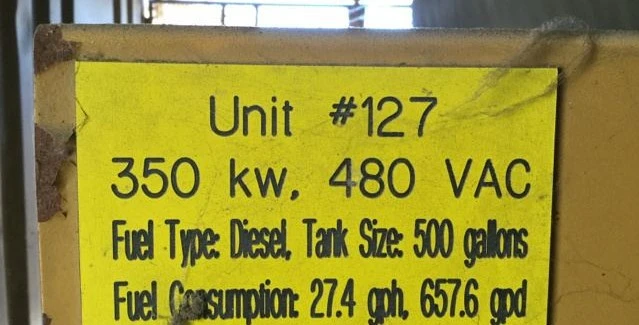 Unit #127
350 kw, 480 VAC
Fuel Type: Diesel, Tank Size: 500 gallons
Fuel Consumption: 27.4 gph, 657.6 gpd